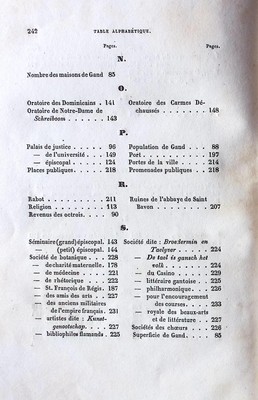 242
TABLE ALPHABÉTIQUE.
Pages.
Pages.
N.
Nombre des maisons de Gand 85
O.
Oratoire des Dominicains . 141
Oratoire de Notre-Dame de
Schreiboom . . . . . . 143
Oratoire des Carmes Dé-
chaussés . . . . . . . 148
P.
Palais de justice . . . . . 96
— de l'université . . . 149
— épiscopal . . . . . 124
Places publiques . . . . . 218
Population de Gand . . . 88
Port . . . . . . . . . 197
Portes de la ville . . . . 214
Promenades publiques . . 218
R.
Rabot . . . . . . . . . 211
Religion . . . . . . . . 113
Revenus des octrois. . . . 90
Ruines de l'abbaye de Saint
Bavon . . . . . . . . 207
S.
Séminaire (grand) épiscopal. 143
— (petit) épiscopal. 144
Société de botanique . . . 228
— de charité maternelle. 178
— de médecine . . . . 221
— de rhétorique . . . 222
— St. François de Régis. 187
— des amis des arts . . 227
— des anciens militaires
de l'empire français. 231
— artistes dite : Kunst-
genootschap. . . . 227
— bibliophiles flamands. 225
Société dite : Broedermin en
Taelyver . . . . . . 224
— De tael is gansch het
volk . . . . . . . 224
— du Casino . . . . . 229
— littéraire gantoise . . 225
— philharmonique . . . 226
— pour l'encouragement
des courses. . . . . 233
— royale des beaux-arts
et de littérature . . 227
Sociétés des chœurs . . . 226
Superficie de Gand. . . . 85